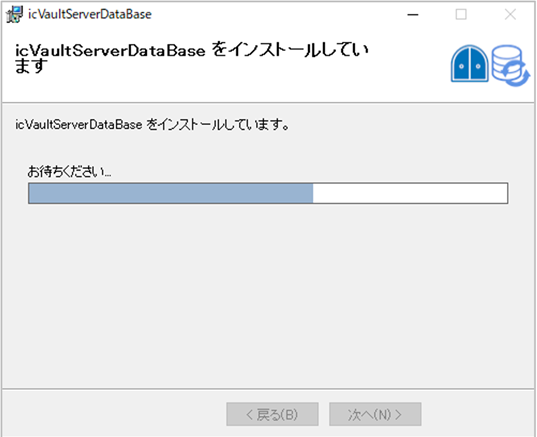 icVaultServerDataBase
icVaultServerDataBase をインストールしてい
ます
icVaultServerDataBase をインストールしています。
お待ちください...
< 戻る(B)
次へ(N) >